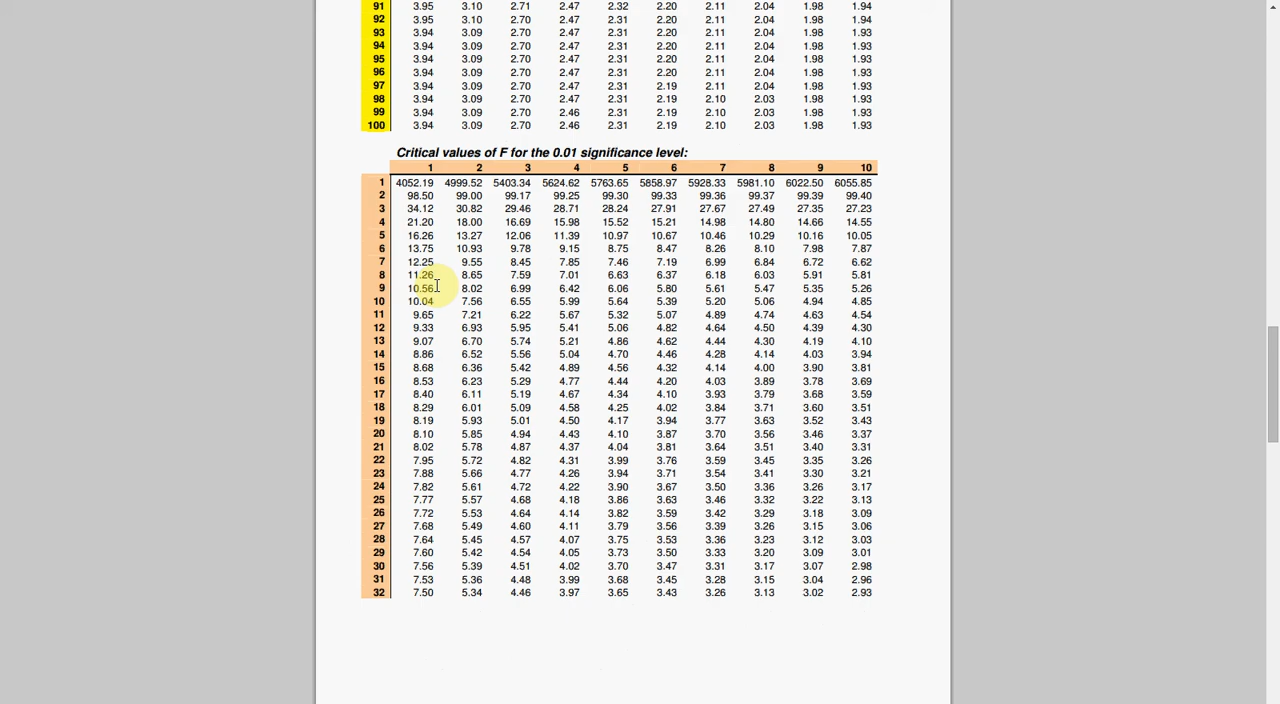 91 3.95 3.10 2.71 2.47 2.32 2.20 2.11 2.04 1.98 1.94
92 3.95 3.10 2.70 2.47 2.31 2.20 2.11 2.04 1.98 1.94
93 3.94 3.09 2.70 2.47 2.31 2.20 2.11 2.04 1.98 1.93
94 3.94 3.09 2.70 2.47 2.31 2.20 2.11 2.04 1.98 1.93
95 3.94 3.09 2.70 2.47 2.31 2.20 2.11 2.04 1.98 1.93
96 3.94 3.09 2.70 2.47 2.31 2.20 2.11 2.04 1.98 1.93
97 3.94 3.09 2.70 2.47 2.31 2.19 2.11 2.04 1.98 1.93
98 3.94 3.09 2.70 2.47 2.31 2.19 2.10 2.03 1.98 1.93
99 3.94 3.09 2.70 2.46 2.31 2.19 2.10 2.03 1.98 1.93
100 3.94 3.09 2.70 2.46 2.31 2.19 2.10 2.03 1.98 1.93
Critical values of F for the 0.01 significance level:
1 2 3 4 5 6 7 8 9 10
1 4052.19 4999.52 5403.34 5624.62 5763.65 5858.97 5928.33 5981.10 6022.50 6055.85
2 98.50 99.00 99.17 99.25 99.30 99.33 99.36 99.37 99.39 99.40
3 34.12 30.82 29.46 28.71 28.24 27.91 27.67 27.49 27.35 27.23
4 21.20 18.00 16.69 15.98 15.52 15.21 14.98 14.80 14.66 14.55
5 16.26 13.27 12.06 11.39 10.97 10.67 10.46 10.29 10.16 10.05
6 13.75 10.93 9.78 9.15 8.75 8.47 8.26 8.10 7.98 7.87
7 12.25 9.55 8.45 7.85 7.46 7.19 6.99 6.84 6.72 6.62
8 11.26 8.65 7.59 7.01 6.63 6.37 6.18 6.03 5.91 5.81
9 10.56 8.02 6.99 6.42 6.06 5.80 5.61 5.47 5.35 5.26
10 10.04 7.56 6.55 5.99 5.64 5.39 5.20 5.06 4.94 4.85
11 9.65 7.21 6.22 5.67 5.32 5.07 4.89 4.74 4.63 4.54
12 9.33 6.93 5.95 5.41 5.06 4.82 4.64 4.50 4.39 4.30
13 9.07 6.70 5.74 5.21 4.86 4.62 4.44 4.30 4.19 4.10
14 8.86 6.52 5.56 5.04 4.70 4.46 4.28 4.14 4.03 3.94
15 8.68 6.36 5.42 4.89 4.56 4.32 4.14 4.00 3.90 3.81
16 8.53 6.23 5.29 4.77 4.44 4.20 4.03 3.89 3.78 3.69
17 8.40 6.11 5.19 4.67 4.34 4.10 3.93 3.79 3.68 3.59
18 8.29 6.01 5.09 4.58 4.25 4.02 3.84 3.71 3.60 3.51
19 8.19 5.93 5.01 4.50 4.17 3.94 3.77 3.63 3.52 3.43
20 8.10 5.85 4.94 4.43 4.10 3.87 3.70 3.56 3.46 3.37
21 8.02 5.78 4.87 4.37 4.04 3.81 3.64 3.51 3.40 3.31
22 7.95 5.72 4.82 4.31 3.99 3.76 3.59 3.45 3.35 3.26
23 7.88 5.66 4.77 4.26 3.94 3.71 3.54 3.41 3.30 3.21
24 7.82 5.61 4.72 4.22 3.90 3.67 3.50 3.36 3.26 3.17
25 7.77 5.57 4.68 4.18 3.86 3.63 3.46 3.32 3.22 3.13
26 7.72 5.53 4.64 4.14 3.82 3.59 3.42 3.29 3.18 3.09
27 7.68 5.49 4.60 4.11 3.79 3.56 3.39 3.26 3.15 3.06
28 7.64 5.45 4.57 4.07 3.75 3.53 3.36 3.23 3.12 3.03
29 7.60 5.42 4.54 4.05 3.73 3.50 3.33 3.20 3.09 3.01
30 7.56 5.39 4.51 4.02 3.70 3.47 3.31 3.17 3.07 2.98
31 7.53 5.36 4.48 3.99 3.68 3.45 3.28 3.15 3.04 2.96
32 7.50 5.34 4.46 3.97 3.65 3.43 3.26 3.13 3.02 2.93